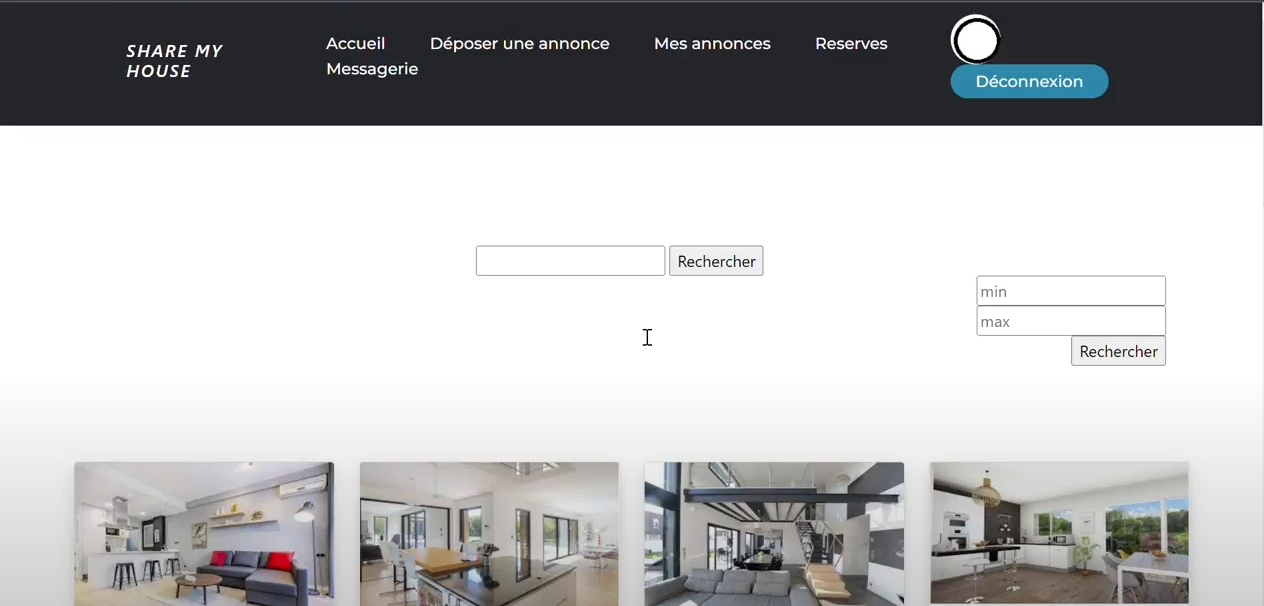 SHARE MY
HOUSE
Accueil Déposer une annonce Mes annonces Reserves
Messagerie
Déconnexion
Rechercher
min
max
Rechercher